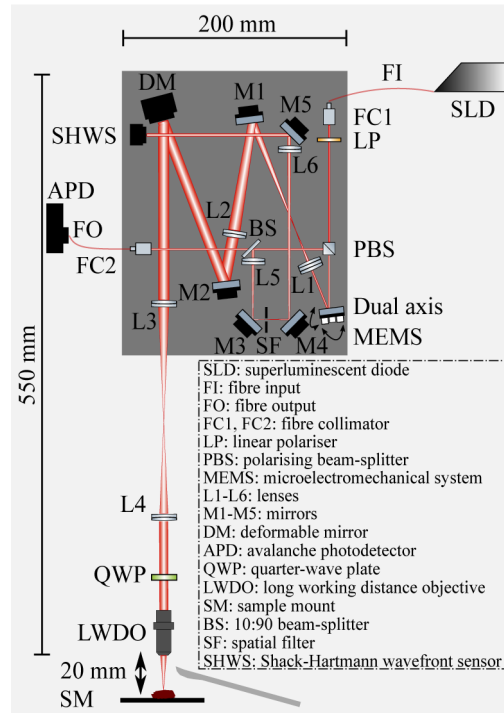 200 mm
FI
DM
M1
M5
SLD
FC1
LP
SHWS
L6
APD
FO
L2
BS
PBS
FC2
L5
L1
M2
L3
Dual axis
MEMS
M3
SF
M4
550 mm
SLD: superluminescent diode
FI: fibre input
FO: fibre output
FC1, FC2: fibre collimator
LP: linear polariser
PBS: polarising beam-splitter
MEMS: microelectromechanical system
L1-L6: lenses
M1-M5: mirrors
DM: deformable mirror
APD: avalanche photodetector
QWP: quarter-wave plate
LWDO: long working distance objective
SM: sample mount
BS: 10:90 beam-splitter
SF: spatial filter
SHWS: Shack-Hartmann wavefront sensor
L4
QWP
LWDO
20 mm
SM